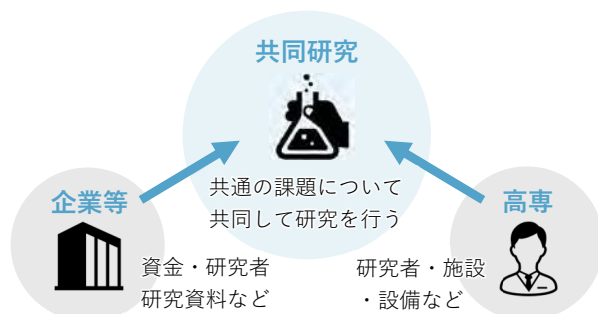 共同研究
共通の課題について
共同して研究を行う
企業等
資金・研究者
研究資料など
高専
研究者・施設
・設備など